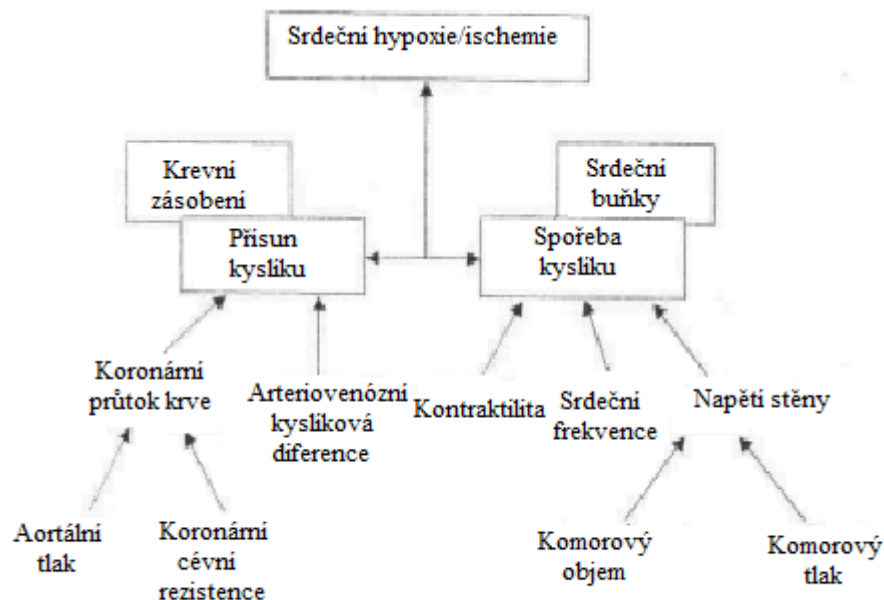 Srdeční hypoxie/ischemie
Krevní
zásobení
Srdeční
buňky
Přísun
kyslíku
Spořeba
kyslíku
Koronární
průtok krve
Arteriovenózní
kyslíková
diference
Kontraktilita
Srdeční
frekvence
Napětí stěny
Aortální
tlak
Koronární
cévní
rezistence
Komorový
objem
Komorový
tlak